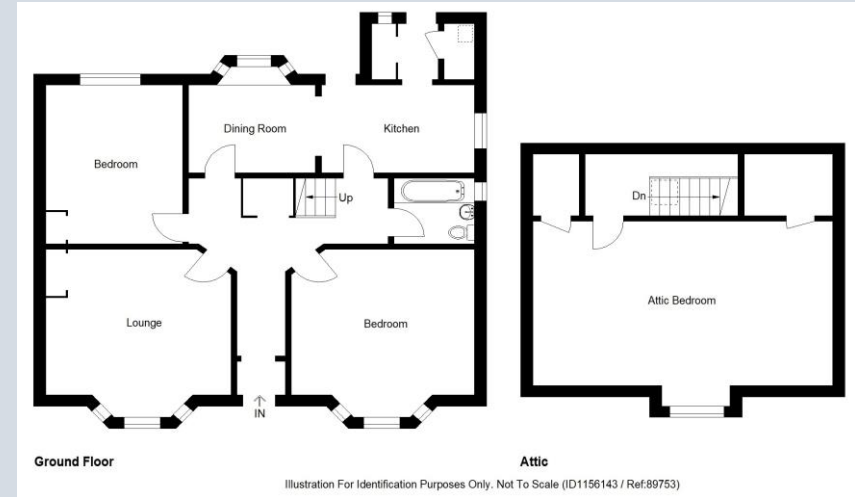 Dining Room
Kitchen
Bedroom
Up
Lounge
Bedroom
IN
Dn
Attic Bedroom
Ground Floor
Attic
Illustration For Identification Purposes Only. Not To Scale (ID1156143 / Ref:89753)